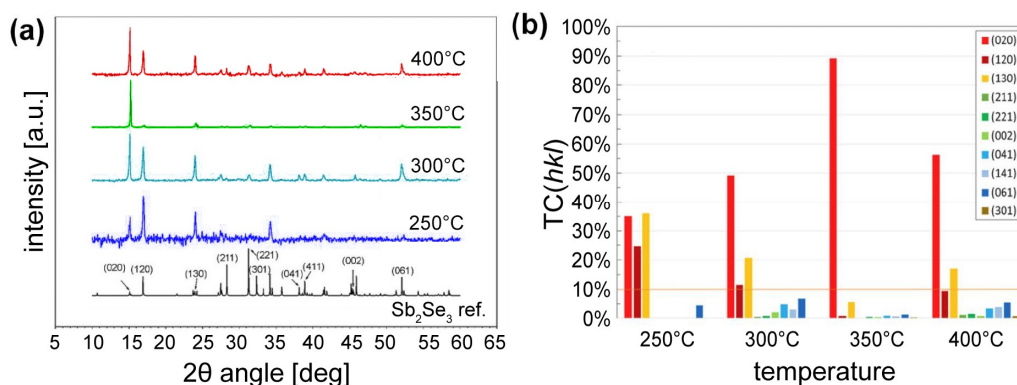 (a)
intensity [a.u.]
400°C
350°C
300°C
250°C
(020)
(120)
(130)
(211)
(221)
(301)
(041)
(411)
(002)
(061)
Sb₂Se₃ ref.
5 10 15 20 25 30 35 40 45 50 55 60 65
2θ angle [deg]
(b)
TC(hkl)
100%
90%
80%
70%
60%
50%
40%
30%
20%
10%
0%
(020)
(120)
(130)
(211)
(221)
(002)
(041)
(141)
(061)
(301)
250°C 300°C 350°C 400°C
temperature